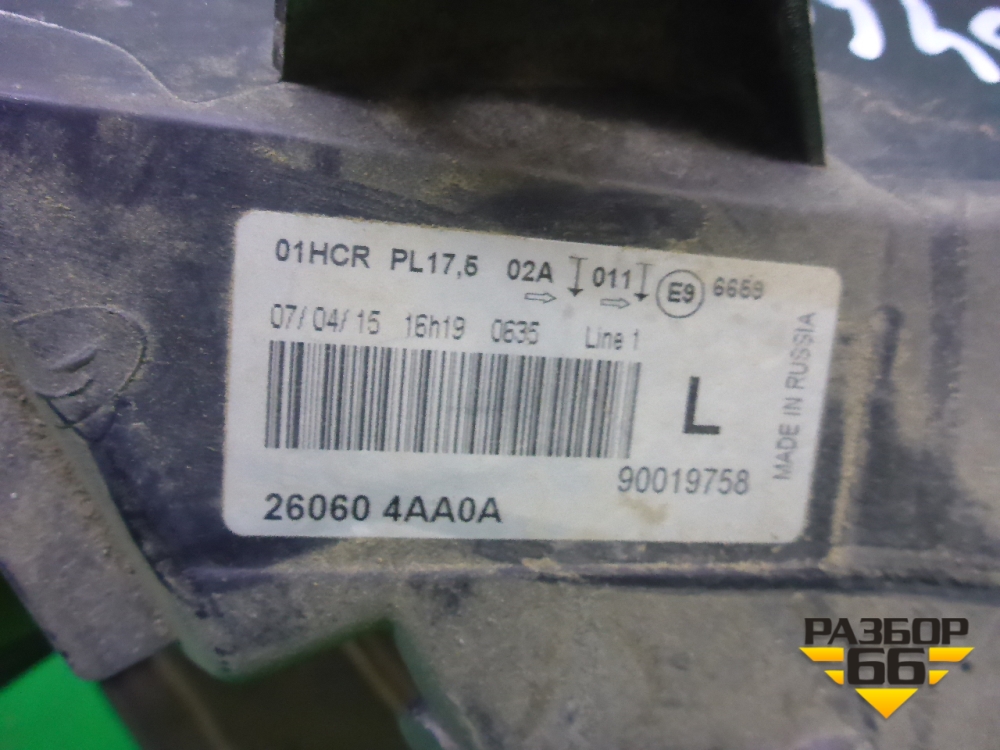 01HCR PL17,5 02A 011 E9 6659
07/04/15 16h19 0635 Line 1
L
MADE IN RUSSIA
90019758
26060 4AA0A
РАЗБОР
66